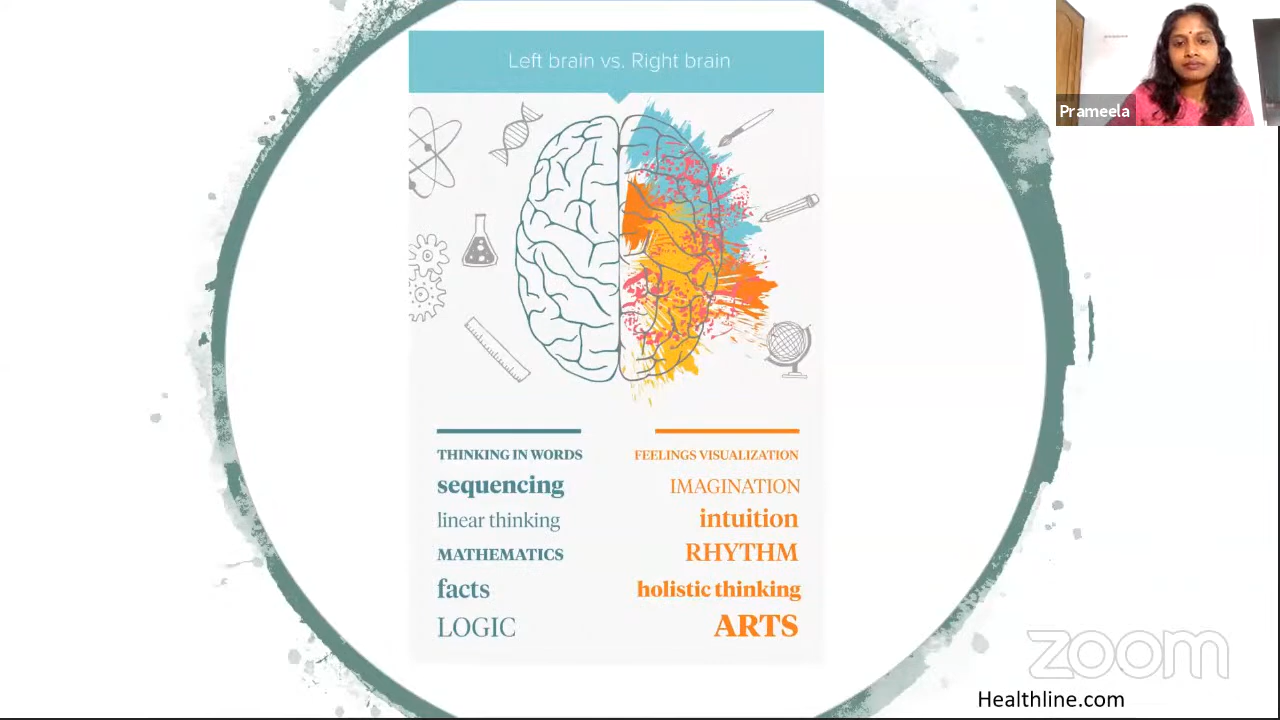 Left brain vs. Right brain
Prameela
THINKING IN WORDS
sequencing
linear thinking
MATHEMATICS
facts
LOGIC
FEELINGS VISUALIZATION
IMAGINATION
intuition
RHYTHM
holistic thinking
ARTS
zoom
Healthline.com